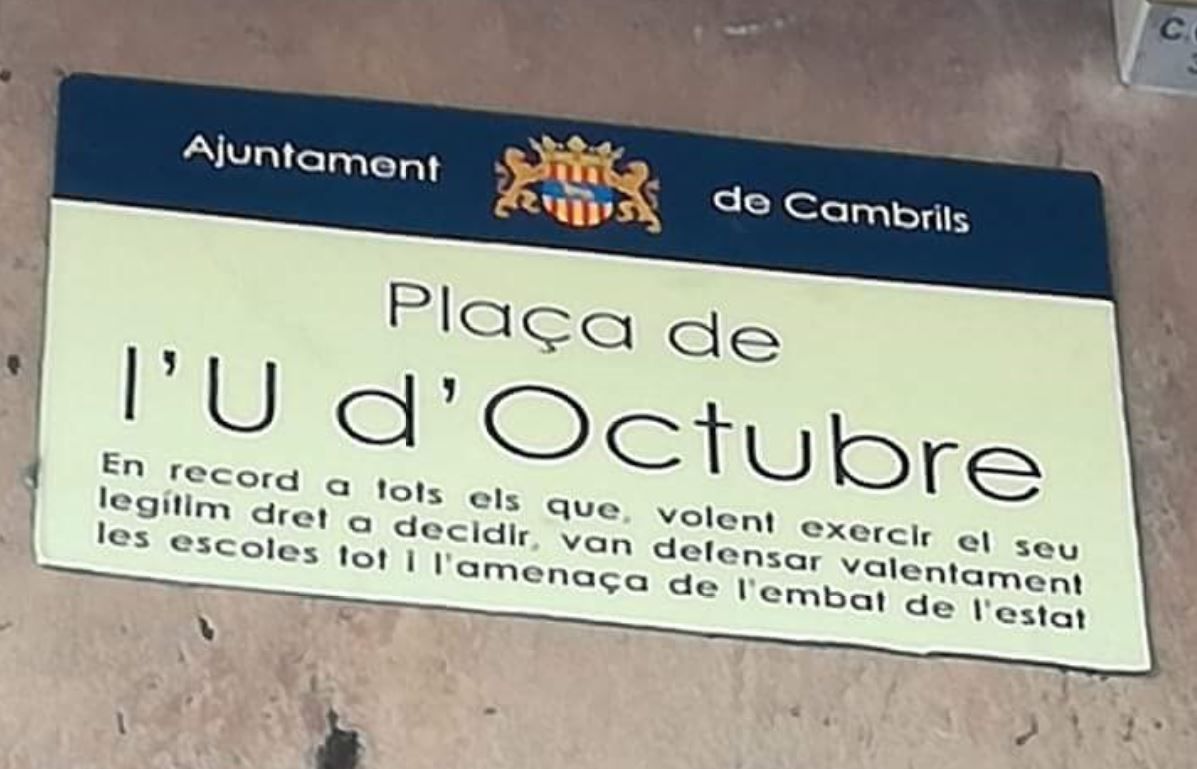 Ajuntament de Cambrils
Plaça de
l'U d'Octubre
En record a tots els que, volent exercir el seu
legítim dret a decidir, van defensar valentament
les escoles tot i l'amenaça de l'embat de l'estat